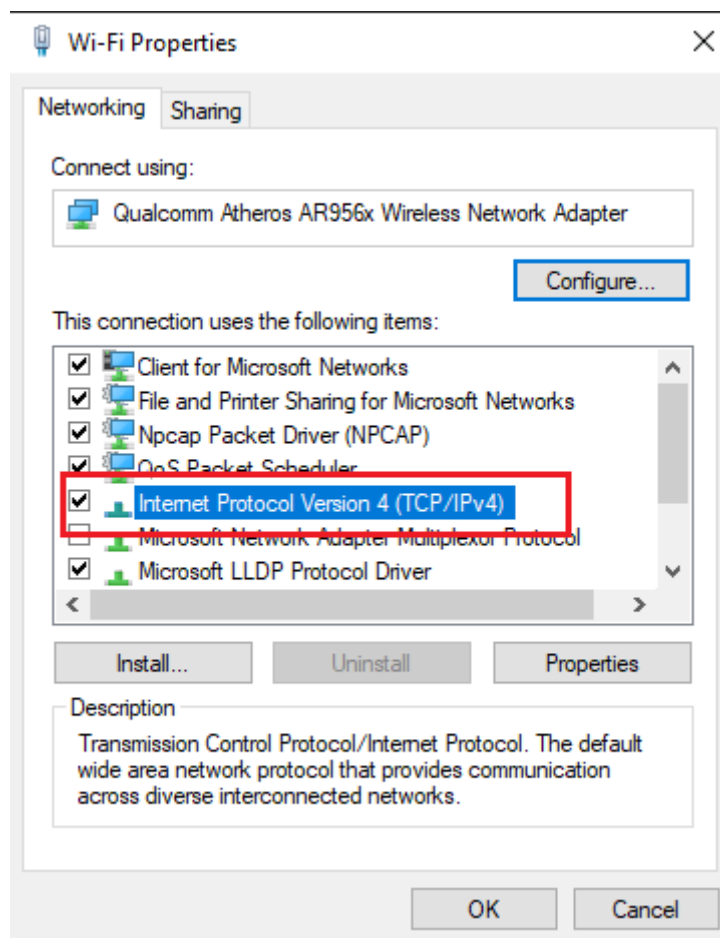 Wi-Fi Properties
Networking
Sharing
Connect using:
Qualcomm Atheros AR956x Wireless Network Adapter
Configure...
This connection uses the following items:
Client for Microsoft Networks
File and Printer Sharing for Microsoft Networks
Npcap Packet Driver (NPCAP)
QoS Packet Scheduler
Internet Protocol Version 4 (TCP/IPv4)
Microsoft Network Adapter Multiplexor Protocol
Microsoft LLDP Protocol Driver
Install...
Uninstall
Properties
Description
Transmission Control Protocol/Internet Protocol. The default
wide area network protocol that provides communication
across diverse interconnected networks.
OK
Cancel